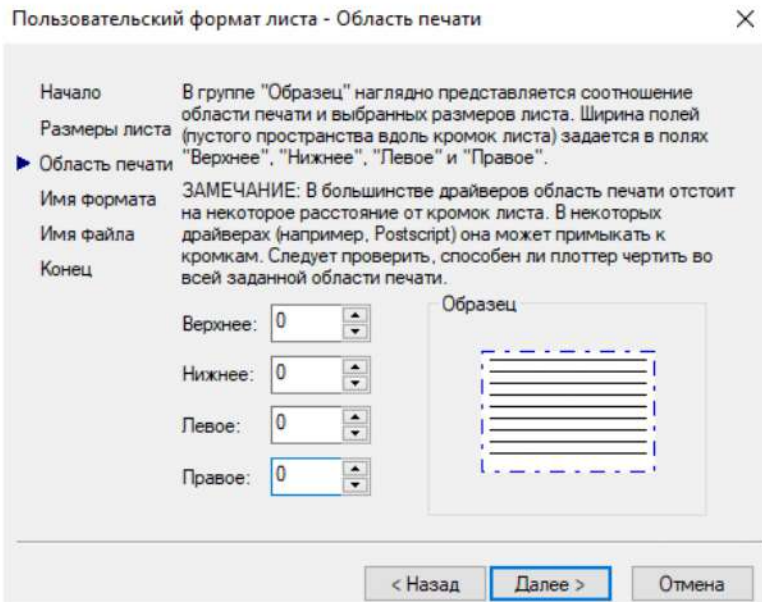 Пользовательский формат листа - Область печати
Начало
Размеры листа
Область печати
Имя формата
Имя файла
Конец
В группе "Образец" наглядно представляется соотношение
области печати и выбранных размеров листа. Ширина полей
(пустого пространства вдоль кромок листа) задается в полях
"Верхнее", "Нижнее", "Левое" и "Правое".
ЗАМЕЧАНИЕ: В большинстве драйверов область печати отстоит
на некоторое расстояние от кромок листа. В некоторых
драйверах (например, Postscript) она может примыкать к
кромкам. Следует проверить, способен ли плоттер чертить во
всей заданной области печати.
Верхнее: 0
Нижнее: 0
Левое: 0
Правое: 0
Образец
< Назад
Далее >
Отмена